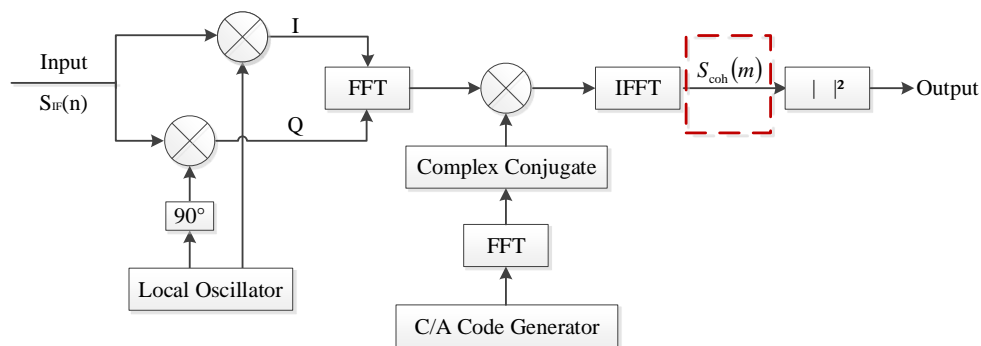 Input
S_IF(n)
I
Q
90°
Local Oscillator
FFT
Complex Conjugate
FFT
C/A Code Generator
IFFT
S_coh(m)
| |²
Output